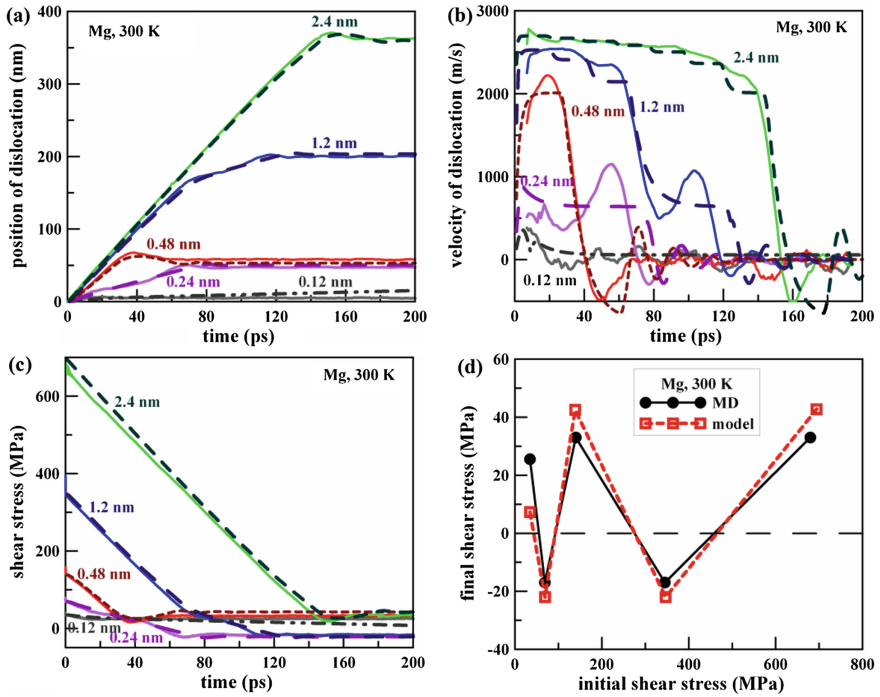 (a)
Mg, 300 K
position of dislocation (nm)
400
300
200
100
0
2.4 nm
1.2 nm
0.48 nm
0.24 nm
0.12 nm
0 40 80 120 160 200
time (ps)
(b)
Mg, 300 K
velocity of dislocation (m/s)
3000
2000
1000
0
2.4 nm
0.48 nm
1.2 nm
0.24 nm
0.12 nm
0 40 80 120 160 200
time (ps)
(c)
Mg, 300 K
shear stress (MPa)
600
400
200
0
2.4 nm
1.2 nm
0.48 nm
0.12 nm
0.24 nm
0 40 80 120 160 200
time (ps)
(d)
Mg, 300 K
MD
model
final shear stress (MPa)
60
40
20
0
-20
-40
0 200 400 600 800
initial shear stress (MPa)